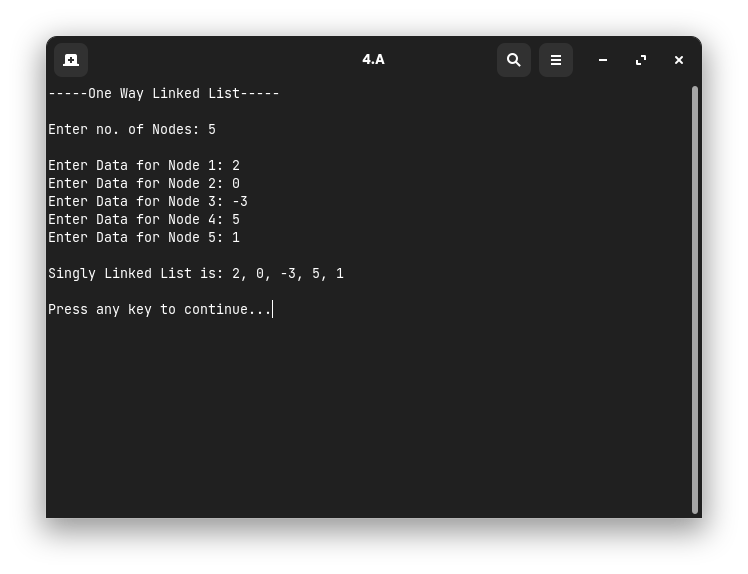 4.A
-----One Way Linked List-----
Enter no. of Nodes: 5
Enter Data for Node 1: 2
Enter Data for Node 2: 0
Enter Data for Node 3: -3
Enter Data for Node 4: 5
Enter Data for Node 5: 1
Singly Linked List is: 2, 0, -3, 5, 1
Press any key to continue...